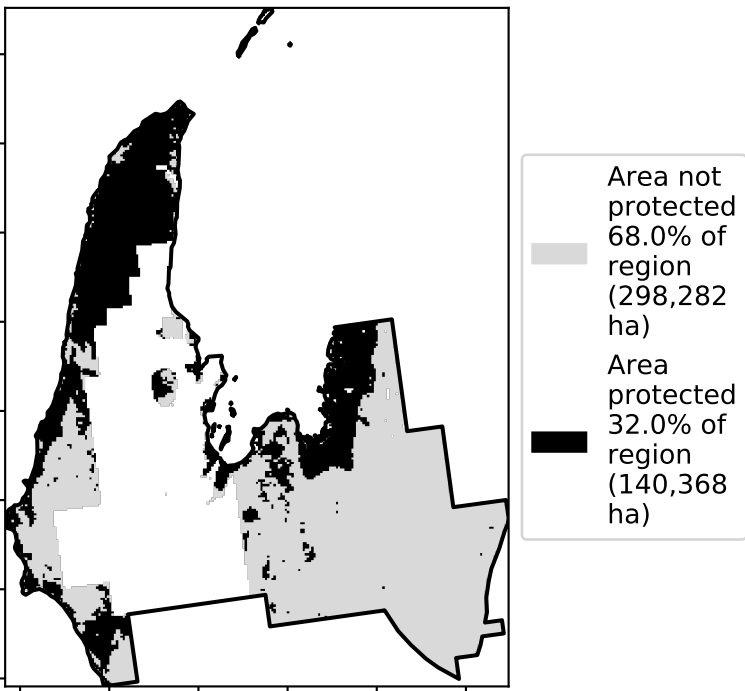 Area not
protected
68.0% of
region
(298,282
ha)
Area
protected
32.0% of
region
(140,368
ha)